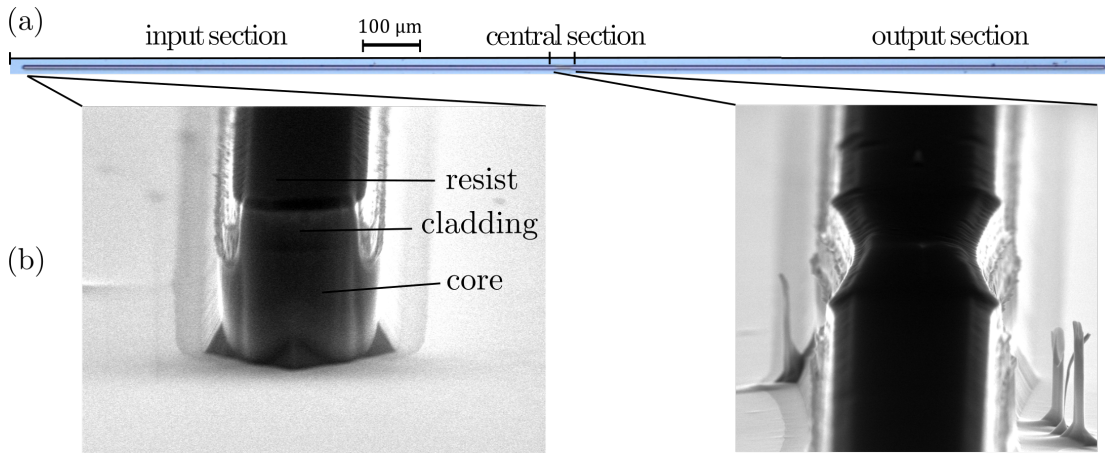 (a)
100 μm
input section
central section
output section
resist
cladding
(b)
core